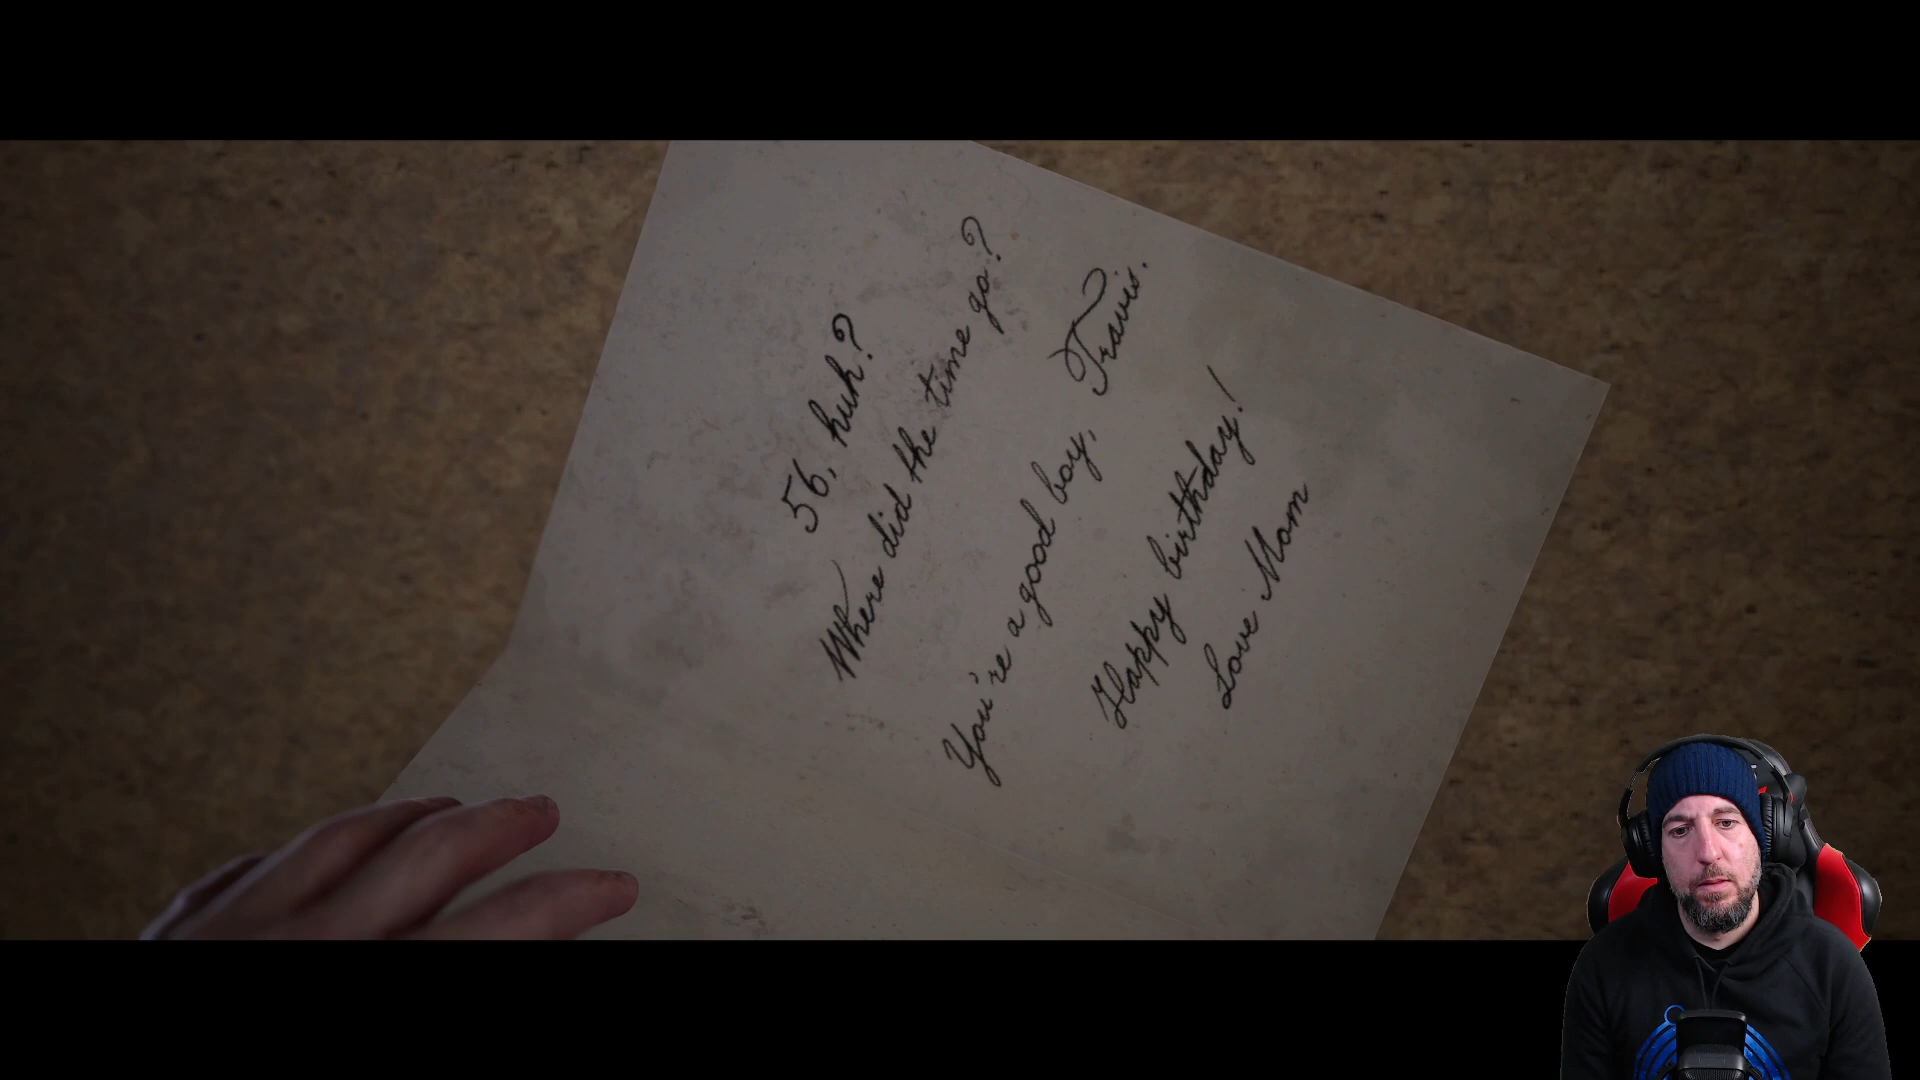 56, huh?
Where did the time go?
You're a good boy, Travis.
Happy birthday!
Love Mom